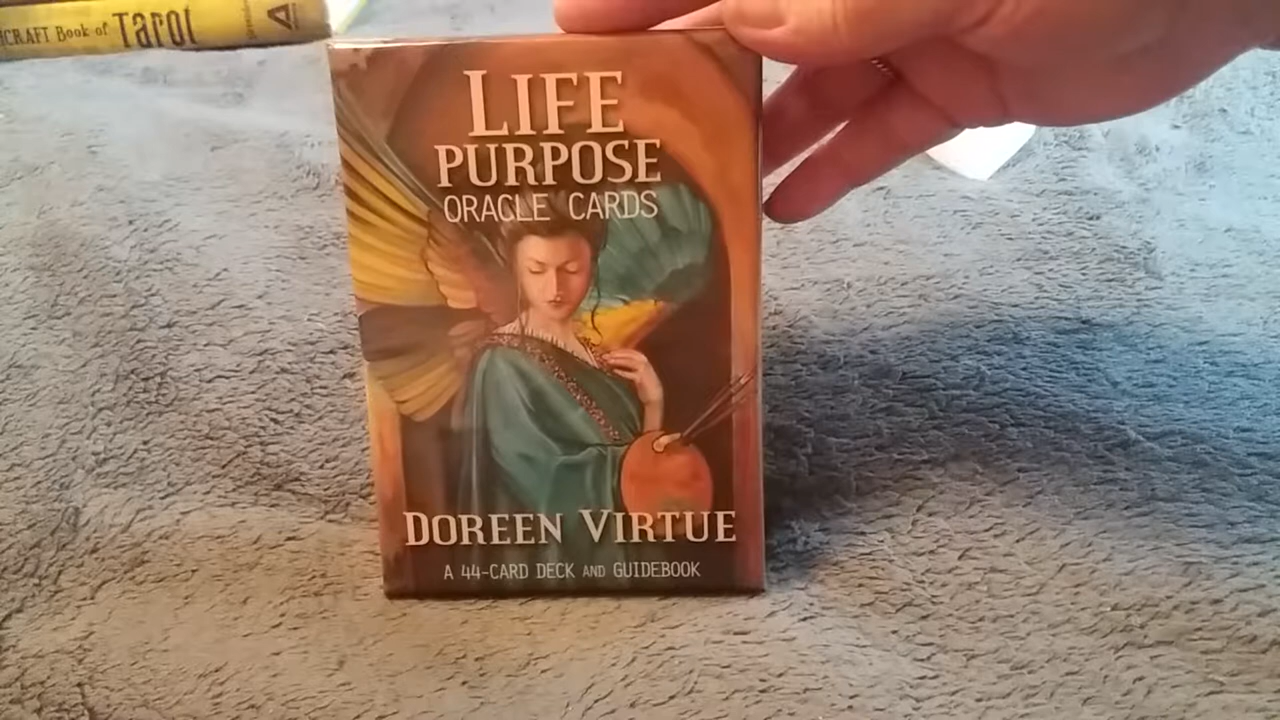 Book of Tarot
LIFE
PURPOSE
ORACLE CARDS
DOREEN VIRTUE
A 44-CARD DECK AND GUIDEBOOK